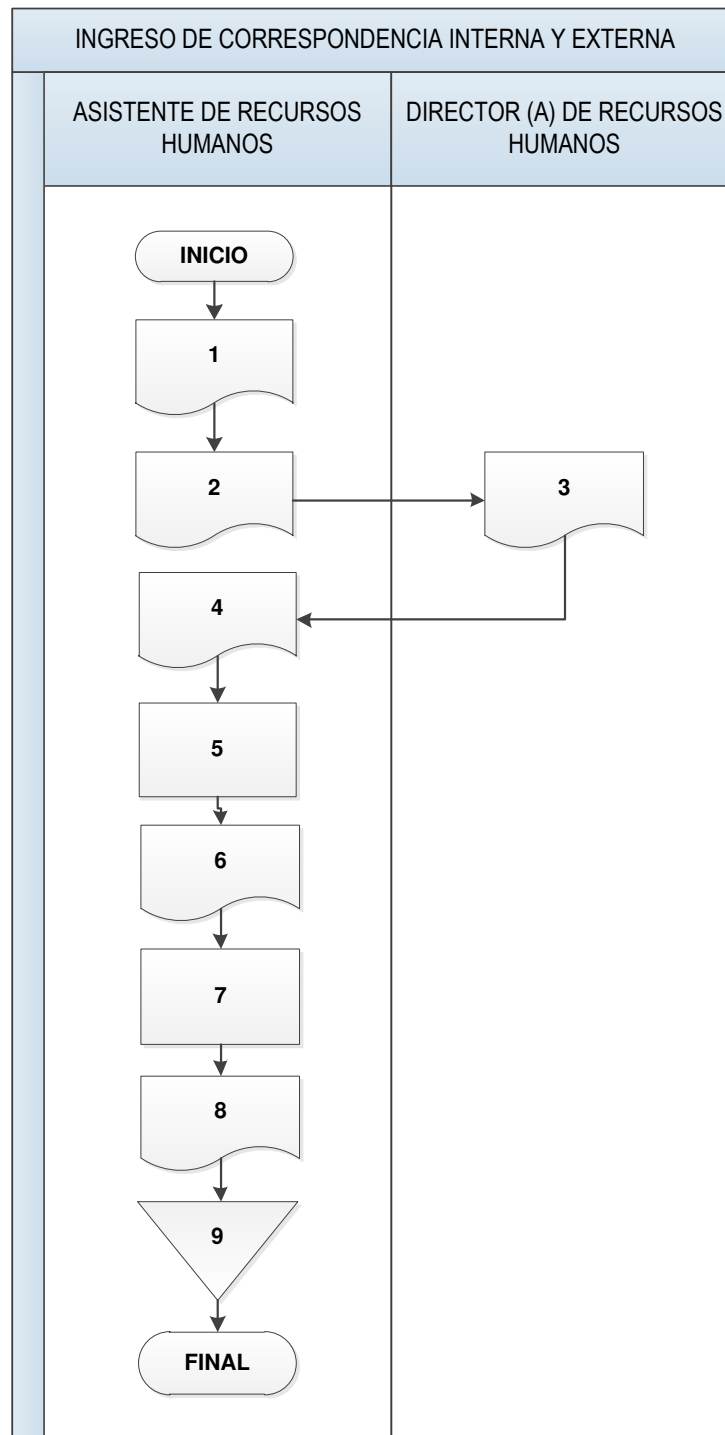 INGRESO DE CORRESPONDENCIA INTERNA Y EXTERNA
ASISTENTE DE RECURSOS
HUMANOS
DIRECTOR (A) DE RECURSOS
HUMANOS
INICIO
1
2
3
4
5
6
7
8
9
FINAL